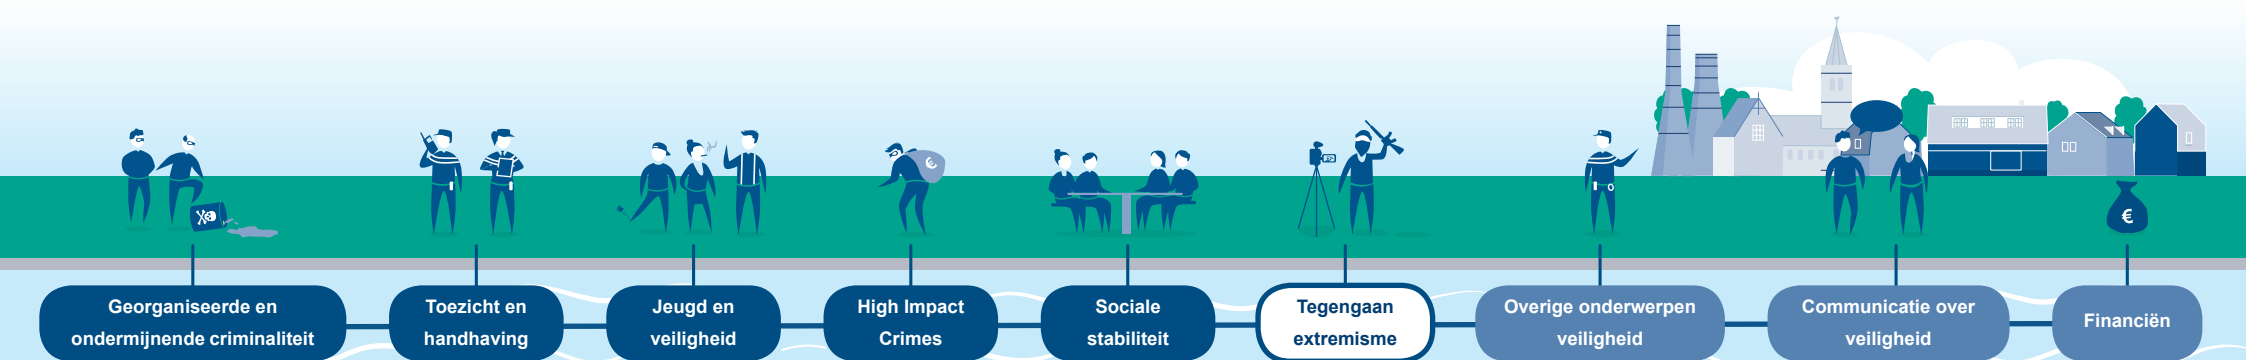 €
€
Georganiseerde en
ondermijnende criminaliteit
Toezicht en
handhaving
Jeugd en
veiligheid
High Impact
Crimes
Sociale
stabiliteit
Tegengaan
extremisme
Overige onderwerpen
veiligheid
Communicatie over
veiligheid
Financiën